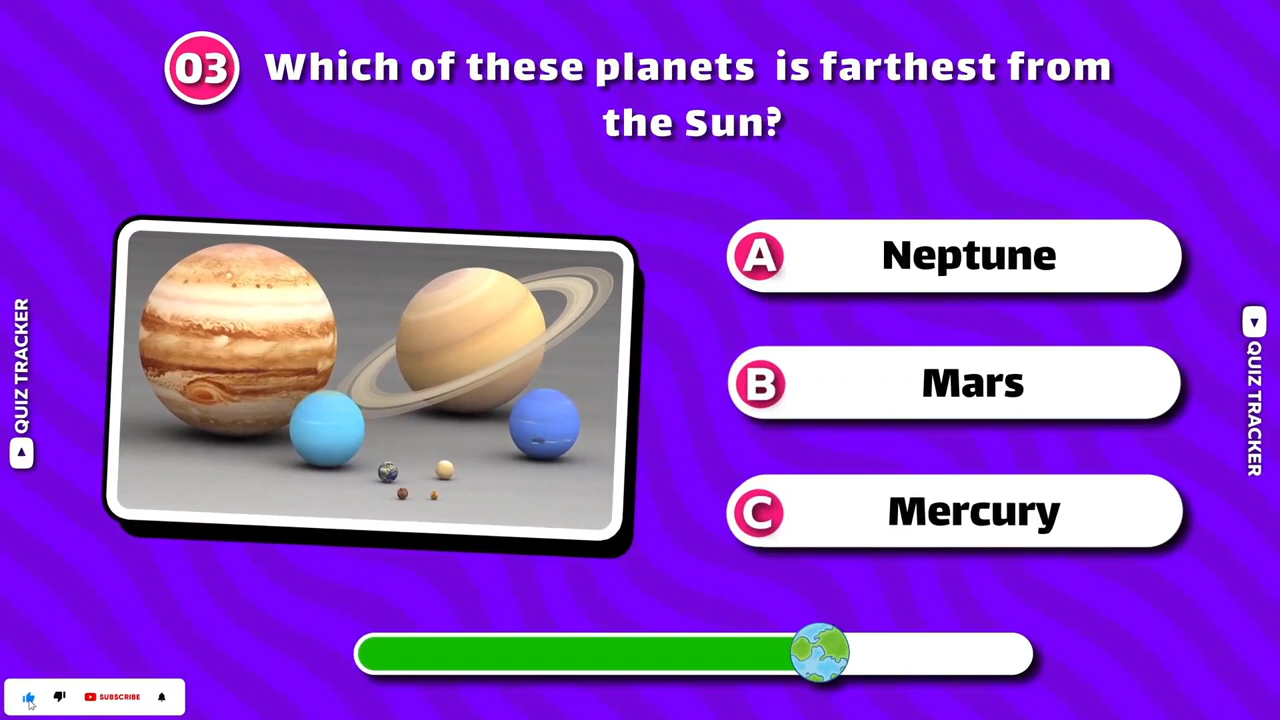 03 Which of these planets is farthest from
the Sun?
A Neptune
B Mars
C Mercury
QUIZ TRACKER
QUIZ TRACKER
SUBSCRIBE